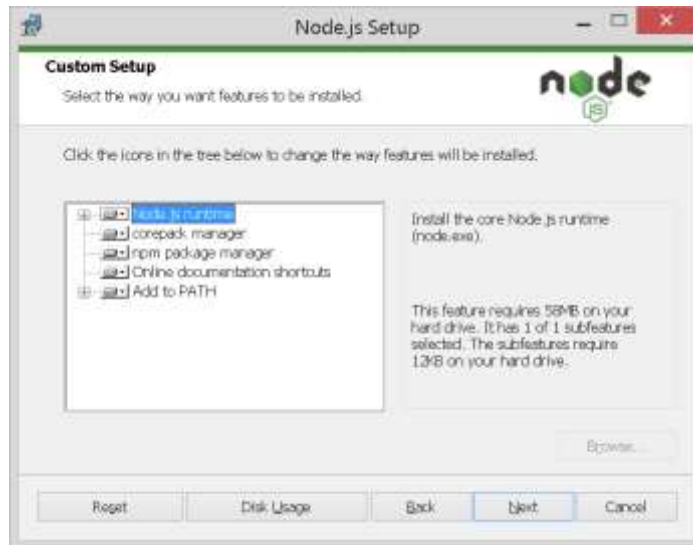 Node.js Setup
Custom Setup
Select the way you want features to be installed.
node
JS
Click the icons in the tree below to change the way features will be installed.
Node.js runtime
corepack manager
npm package manager
Online documentation shortcuts
Add to PATH
Install the core Node.js runtime
(node.exe).
This feature requires 58MB on your
hard drive. It has 1 of 1 subfeatures
selected. The subfeatures require
12KB on your hard drive.
Browse...
Reset
Disk Usage
Back
Next
Cancel